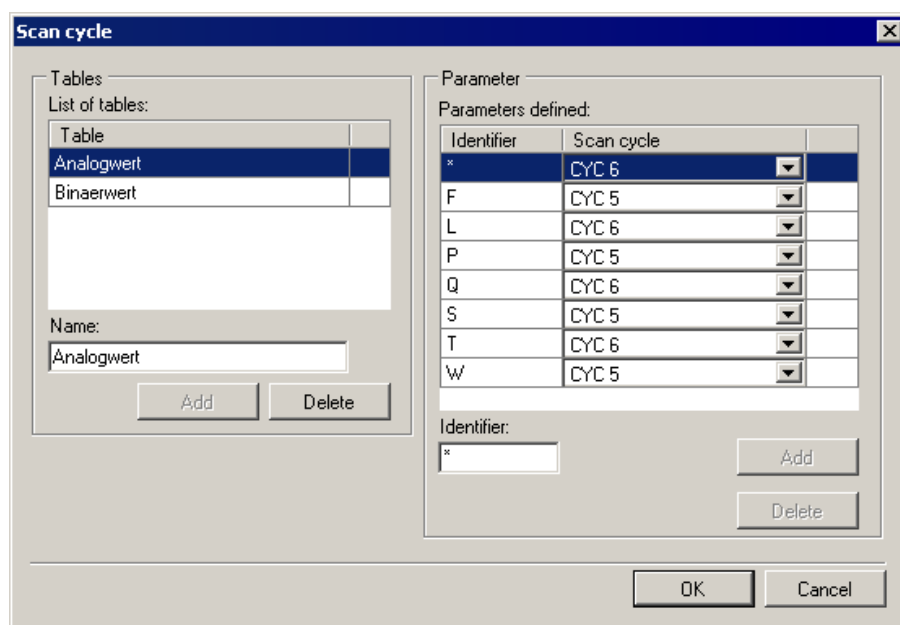 Scan cycle
Tables
List of tables:
Table
Analogwert
Binaerwert
Name:
Analogwert
Add Delete
Parameter
Parameters defined:
Identifier Scan cycle
* CYC 6
F CYC 5
L CYC 6
P CYC 5
Q CYC 6
S CYC 5
T CYC 6
W CYC 5
Identifier:
*
Add
Delete
OK Cancel